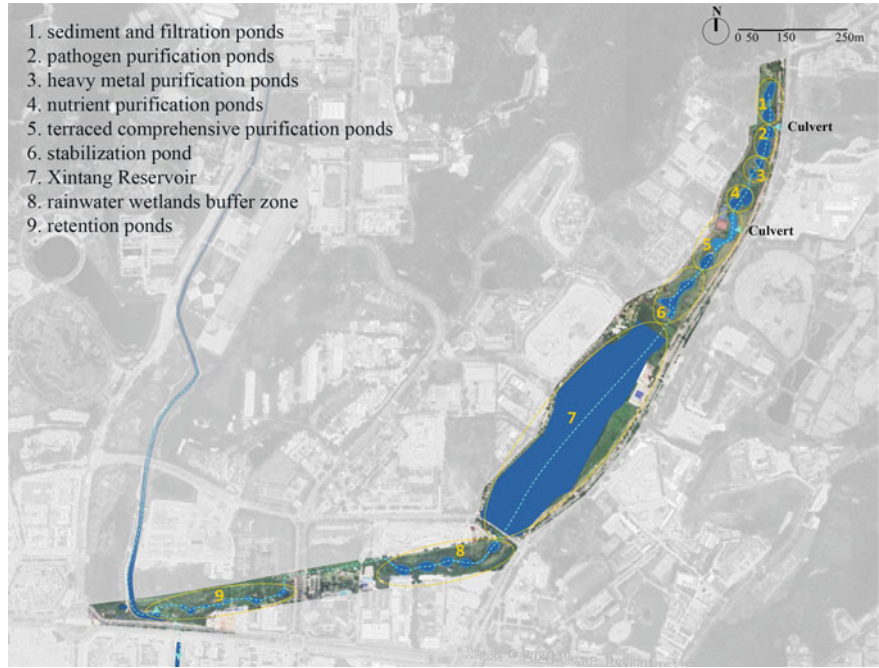 1. sediment and filtration ponds
2. pathogen purification ponds
3. heavy metal purification ponds
4. nutrient purification ponds
5. terraced comprehensive purification ponds
6. stabilization pond
7. Xintang Reservoir
8. rainwater wetlands buffer zone
9. retention ponds
N
0 50 150 250m
1
Culvert
2
3
4
Culvert
5
6
7
8
9